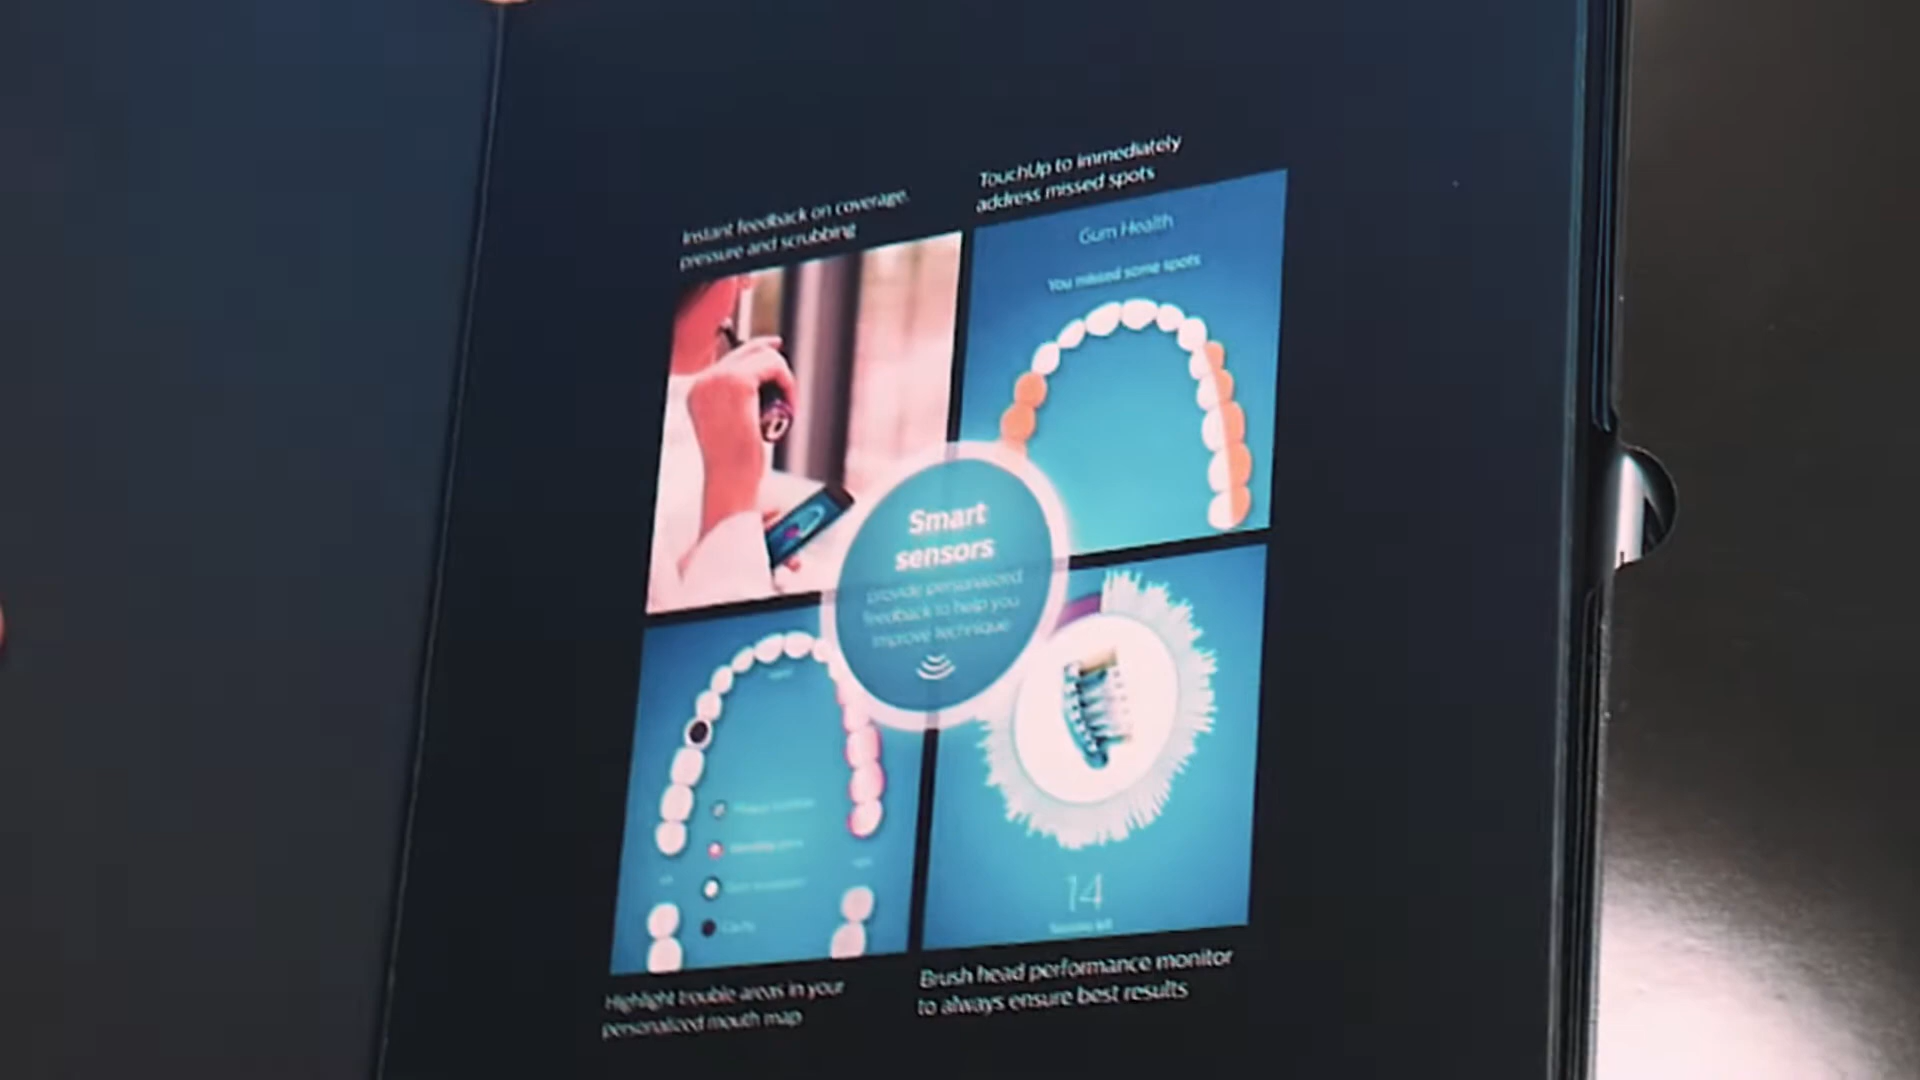 Instant feedback on coverage,
pressure and scrubbing
TouchUp to immediately
address missed spots
Gum Health
You missed some spots
Smart
sensors
provide personalized
feedback to help you
improve technique
Cavity
14
Highlight trouble areas in your
personalized mouth map
Brush head performance monitor
to always ensure best results